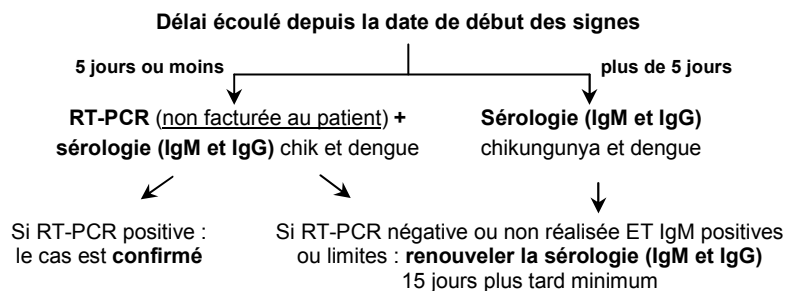 Délai écoulé depuis la date de début des signes
5 jours ou moins
plus de 5 jours
RT-PCR (non facturée au patient) +
sérologie (IgM et IgG) chik et dengue
Sérologie (IgM et IgG)
chikungunya et dengue
Si RT-PCR positive :
le cas est confirmé
Si RT-PCR négative ou non réalisée ET IgM positives
ou limites : renouveler la sérologie (IgM et IgG)
15 jours plus tard minimum